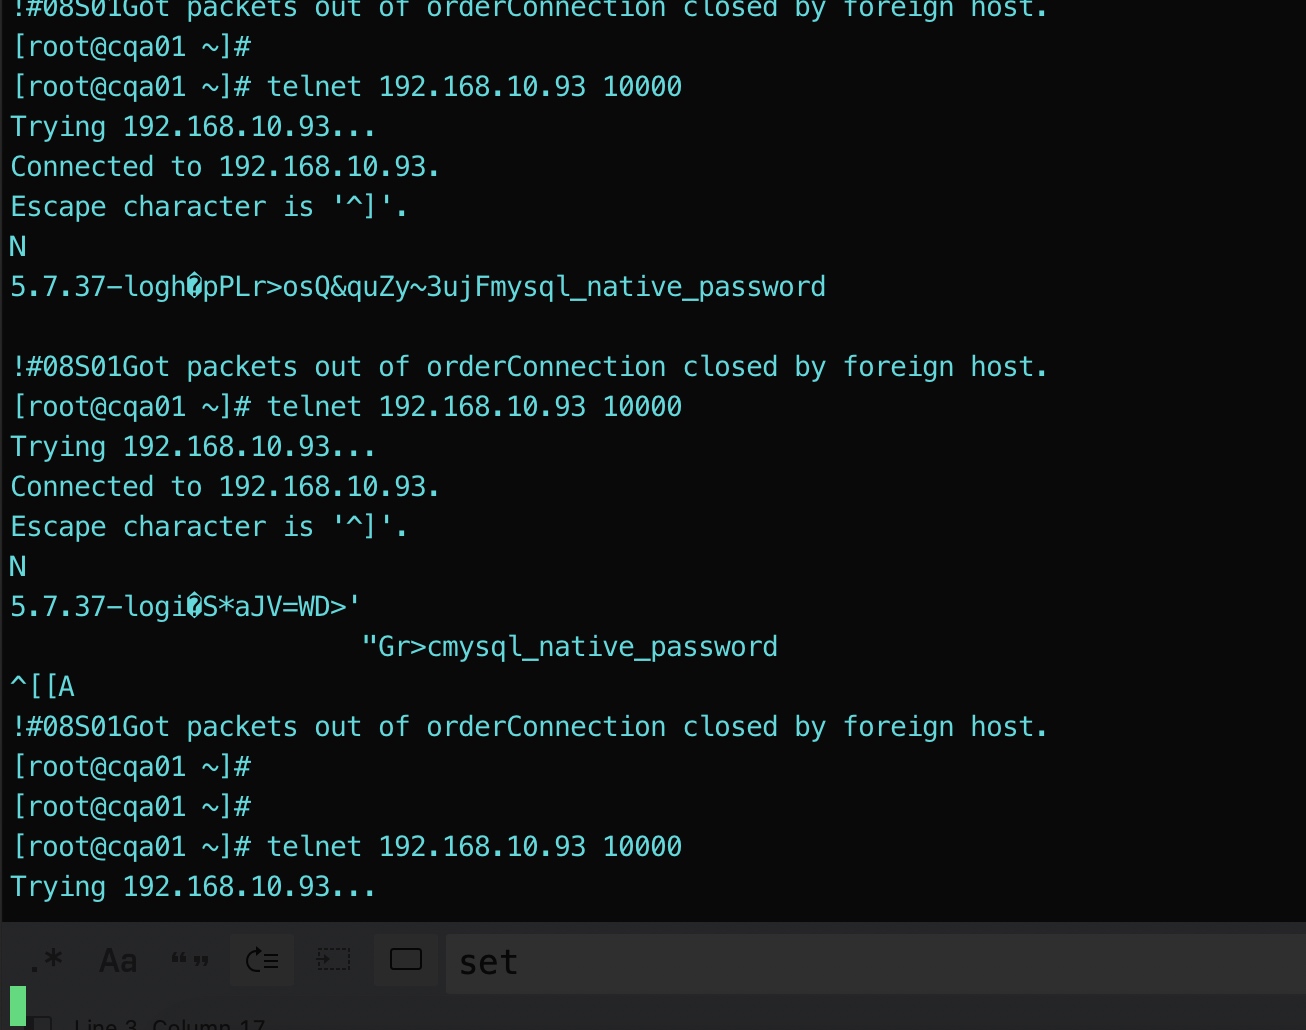 !#08S01Got packets out of orderConnection closed by foreign host.
[root@cqa01 ~]#
[root@cqa01 ~]# telnet 192.168.10.93 10000
Trying 192.168.10.93...
Connected to 192.168.10.93.
Escape character is '^]'.
N
5.7.37-logh�pPLr>osQ&quZy~3ujFmysql_native_password
!#08S01Got packets out of orderConnection closed by foreign host.
[root@cqa01 ~]# telnet 192.168.10.93 10000
Trying 192.168.10.93...
Connected to 192.168.10.93.
Escape character is '^]'.
N
5.7.37-logi�S*aJV=WD>'
"Gr>cmysql_native_password
^[[A
!#08S01Got packets out of orderConnection closed by foreign host.
[root@cqa01 ~]#
[root@cqa01 ~]#
[root@cqa01 ~]# telnet 192.168.10.93 10000
Trying 192.168.10.93...
.* Aa “” set
Line 3, Column 17